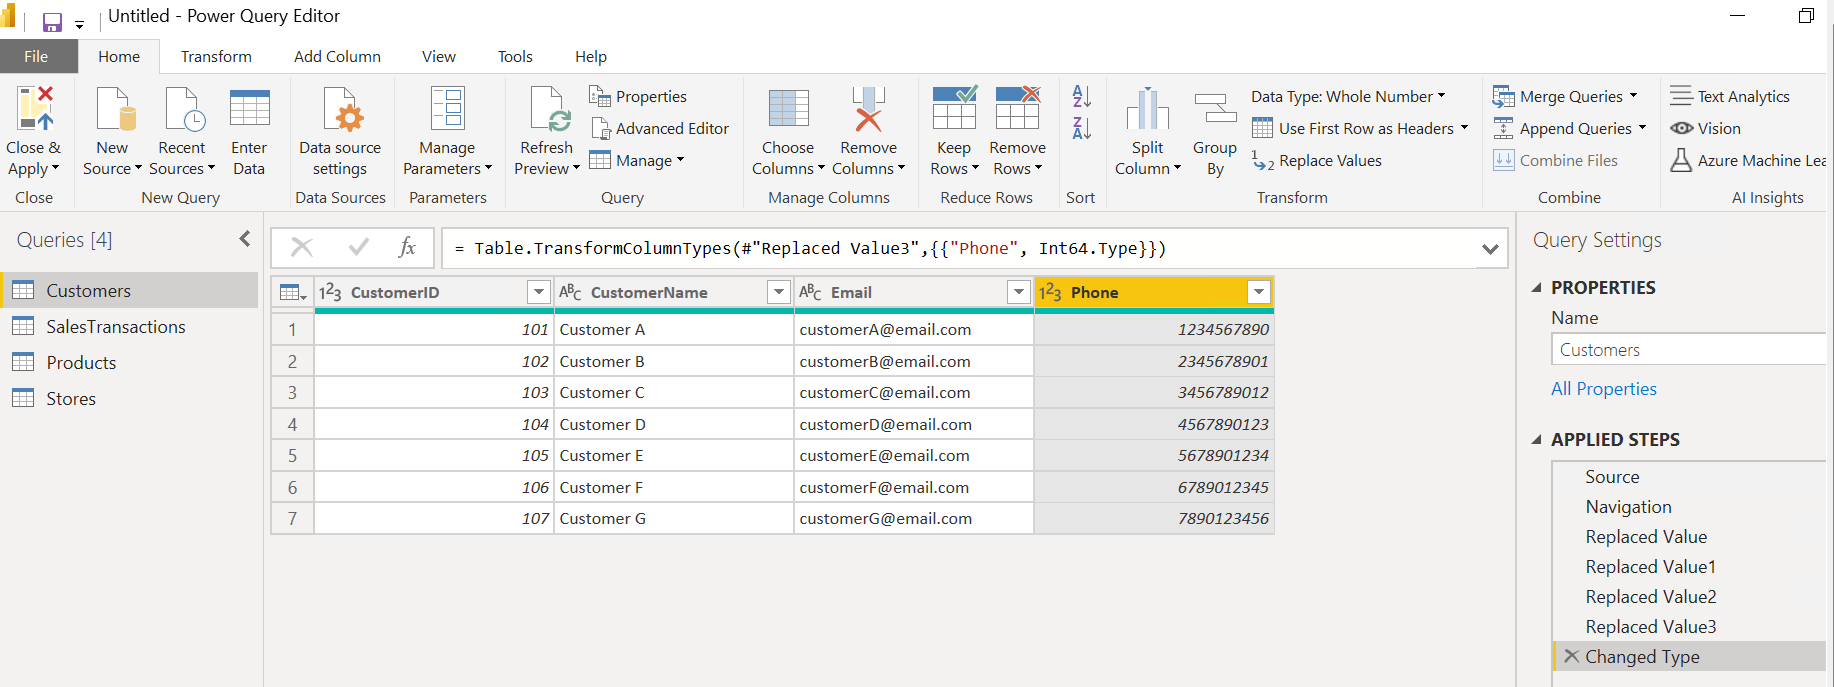 Untitled - Power Query Editor
File Home Transform Add Column View Tools Help
Close & Apply
New Source
Recent Sources
Enter Data
Data source settings
Manage Parameters
Refresh Preview
Properties
Advanced Editor
Manage
Choose Columns
Remove Columns
Keep Rows
Remove Rows
A
Z
Z
A
Split Column
Group By
Data Type: Whole Number
Use First Row as Headers
1 2 Replace Values
Merge Queries
Append Queries
Combine Files
Text Analytics
Vision
Azure Machine Lea
Close New Query Data Sources Parameters Query Manage Columns Reduce Rows Sort Transform Combine AI Insights
Queries [4]
Customers
SalesTransactions
Products
Stores
fx = Table.TransformColumnTypes(#"Replaced Value3",{{"Phone", Int64.Type}})
123 CustomerID ABC CustomerName ABC Email 123 Phone
1 101 Customer A customerA@email.com 1234567890
2 102 Customer B customerB@email.com 2345678901
3 103 Customer C customerC@email.com 3456789012
4 104 Customer D customerD@email.com 4567890123
5 105 Customer E customerE@email.com 5678901234
6 106 Customer F customerF@email.com 6789012345
7 107 Customer G customerG@email.com 7890123456
Query Settings
PROPERTIES
Name
Customers
All Properties
APPLIED STEPS
Source
Navigation
Replaced Value
Replaced Value1
Replaced Value2
Replaced Value3
Changed Type